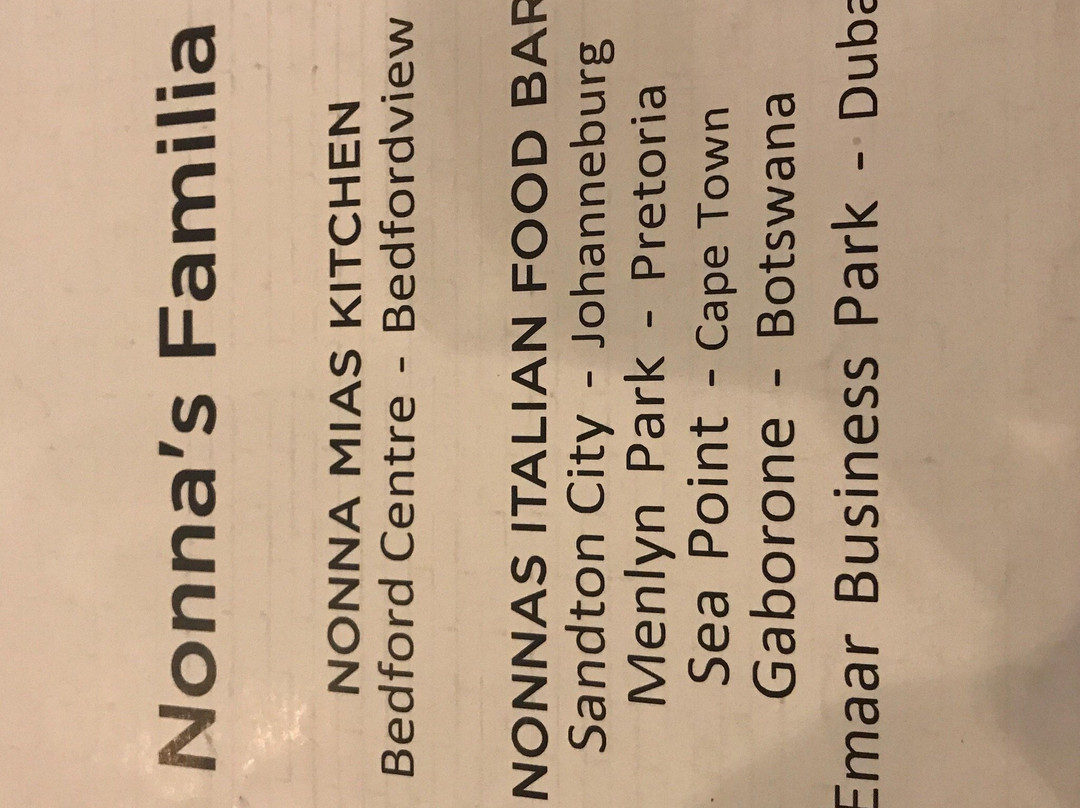 Nonna's Familia
NONNA MIAS KITCHEN
Bedford Centre - Bedfordview
NONNAS ITALIAN FOOD BAR
Sandton City - Johanneburg
Menlyn Park - Pretoria
Sea Point - Cape Town
Gaborone - Botswana
Emaar Business Park - Duba